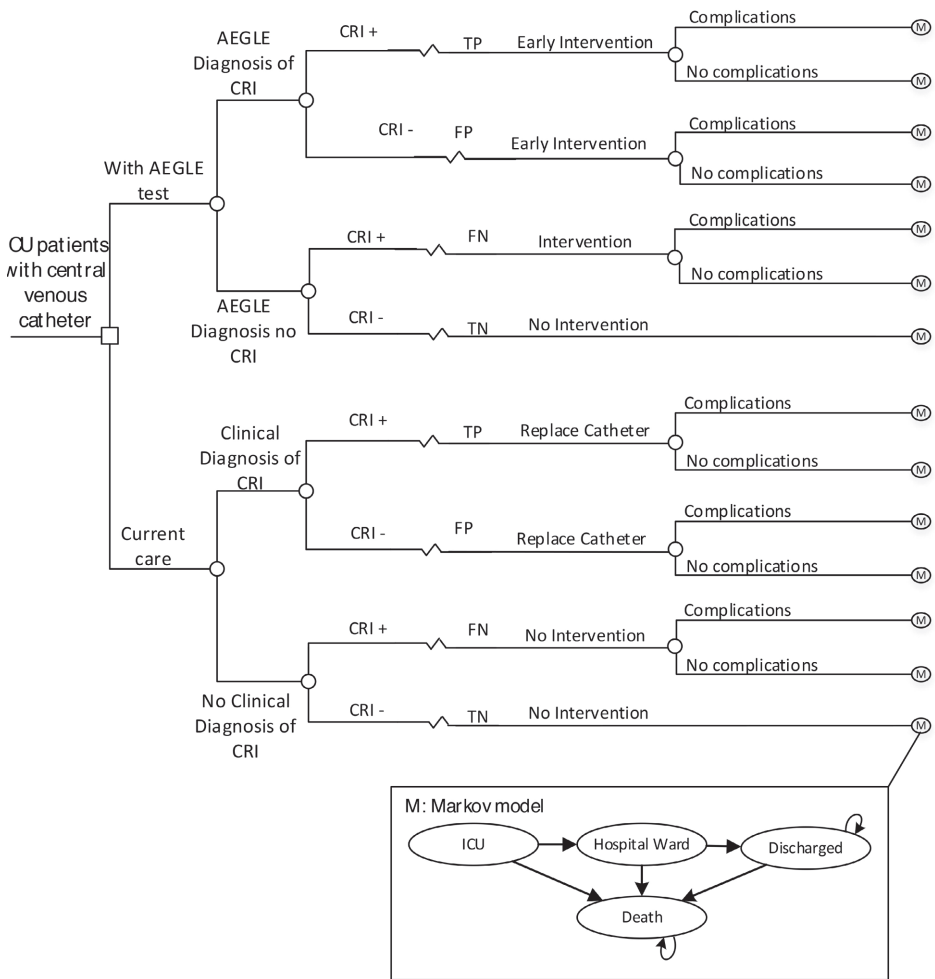 AEGLE
Diagnosis of
CRI
CRI +
TP
Early Intervention
Complications
M
No complications
M
CRI -
FP
Early Intervention
Complications
M
No complications
M
With AEGLE
test
CRI +
FN
Intervention
Complications
M
No complications
M
AEGLE
Diagnosis no
CRI
CRI -
TN
No Intervention
M
patients
with central
venous
catheter
Clinical
Diagnosis of
CRI
CRI +
TP
Replace Catheter
Complications
M
No complications
M
CRI -
FP
Replace Catheter
Complications
M
No complications
M
Current
care
CRI +
FN
No Intervention
Complications
M
No complications
M
No Clinical
Diagnosis of
CRI
CRI -
TN
No Intervention
M
M: Markov model
ICU
Hospital Ward
Discharged
Death